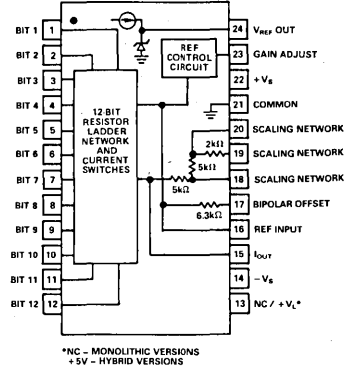 BIT 1 1
BIT 2 2
BIT 3 3
BIT 4 4
BIT 5 5
BIT 6 6
BIT 7 7
BIT 8 8
BIT 9 9
BIT 10 10
BIT 11 11
BIT 12 12
12-BIT
RESISTOR
LADDER
NETWORK
AND
CURRENT
SWITCHES
REF
CONTROL
CIRCUIT
2kΩ
5kΩ
5kΩ
6.3kΩ
24 VREF OUT
23 GAIN ADJUST
22 +VS
21 COMMON
20 SCALING NETWORK
19 SCALING NETWORK
18 SCALING NETWORK
17 BIPOLAR OFFSET
16 REF INPUT
15 IOUT
14 –VS
13 NC / +VL*
*NC – MONOLITHIC VERSIONS
+5V – HYBRID VERSIONS